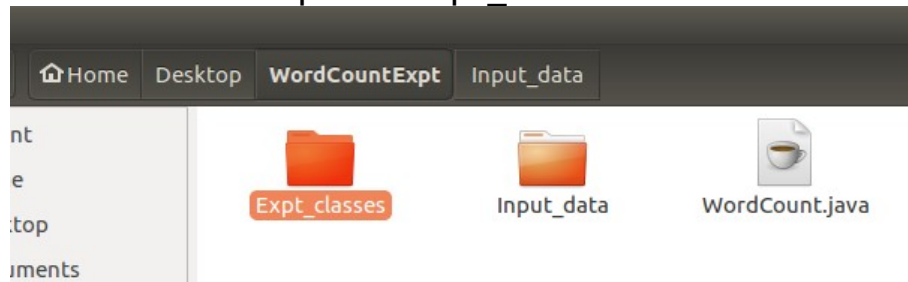 Home Desktop WordCountExpt Input_data
nt
e
top
uments
Expt_classes Input_data WordCount.java